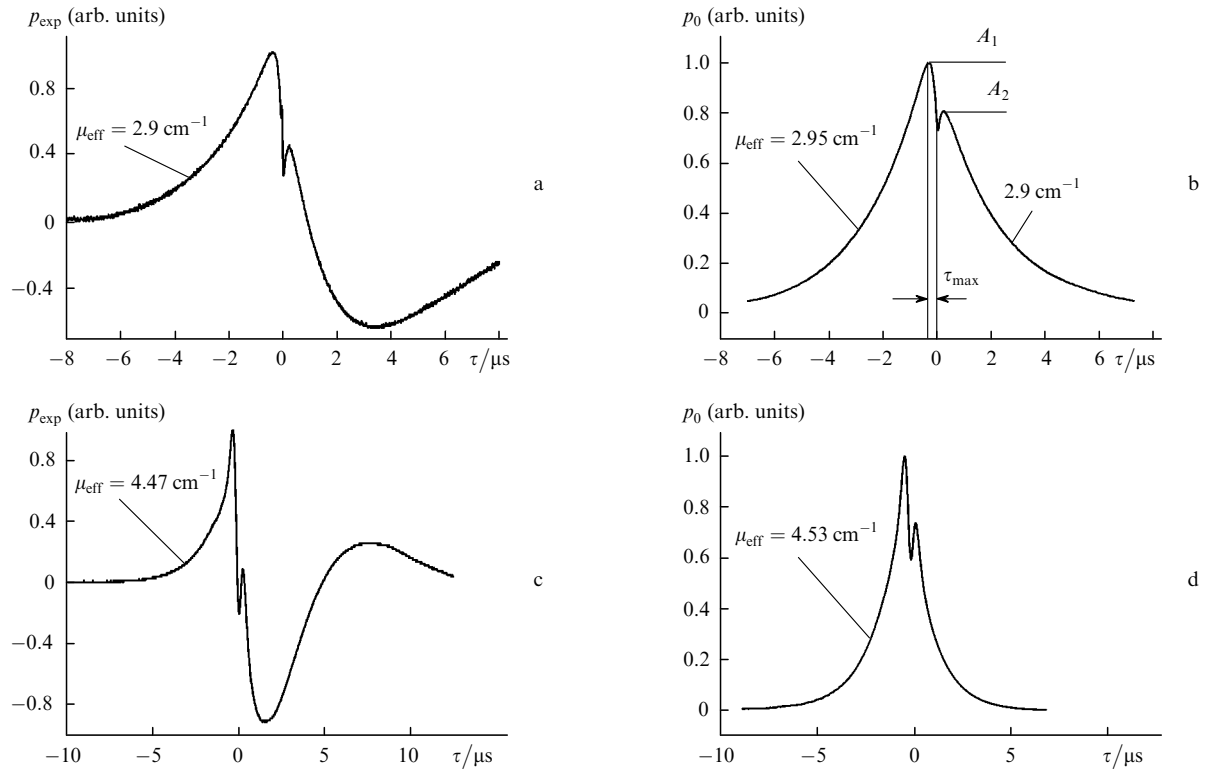 p_exp (arb. units)
0.8
μ_eff = 2.9 cm⁻¹
0.4
0
−0.4
−8 −6 −4 −2 0 2 4 6 τ/μs
a
p_0 (arb. units)
A_1
1.0
A_2
0.8
μ_eff = 2.95 cm⁻¹
0.6
0.4
2.9 cm⁻¹
0.2
τ_max
0
−8 −6 −4 −2 0 2 4 6 τ/μs
b
p_exp (arb. units)
0.8
μ_eff = 4.47 cm⁻¹
0.4
0
−0.4
−0.8
−10 −5 0 5 10 τ/μs
c
p_0 (arb. units)
1.0
0.8
μ_eff = 4.53 cm⁻¹
0.6
0.4
0.2
0
−10 −5 0 5 τ/μs
d